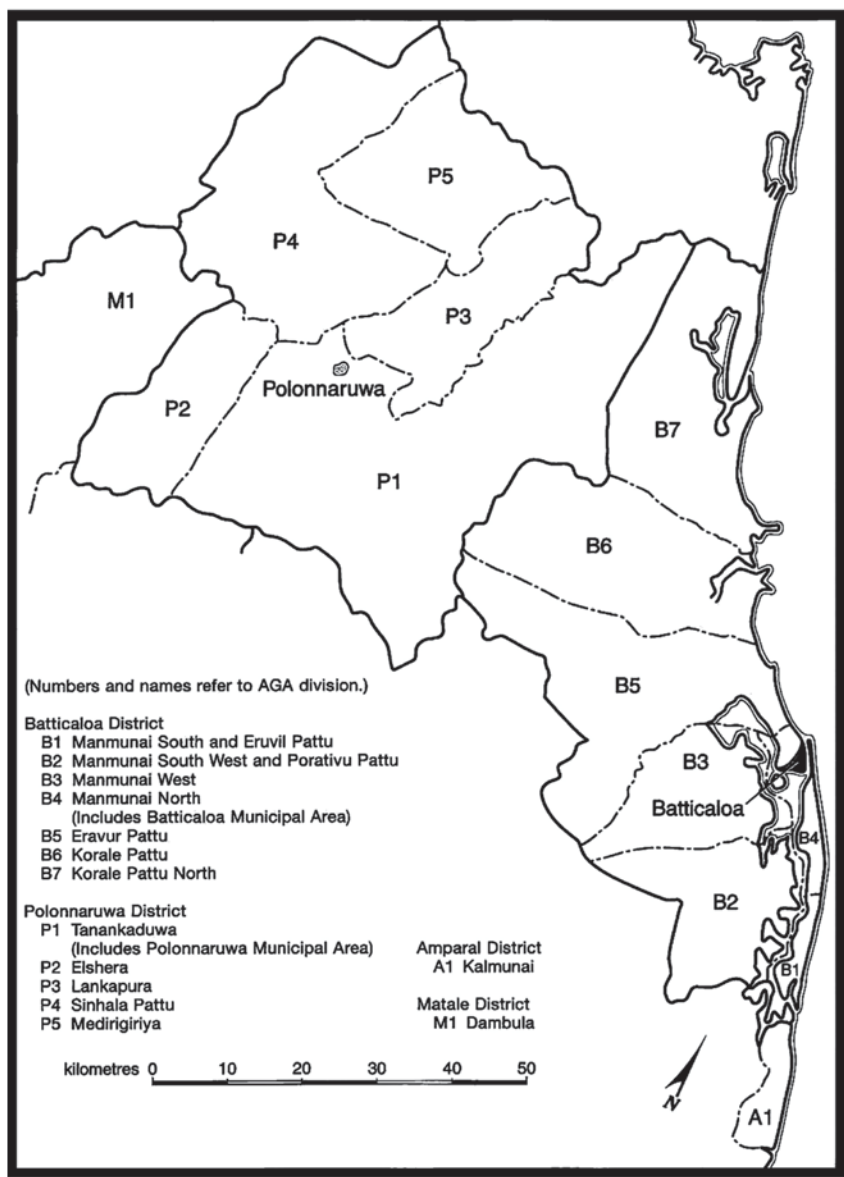 P5
P4
M1
P3
Polonnaruwa
P2
B7
P1
B6
(Numbers and names refer to AGA division.)
B5
Batticaloa District
B1 Manmunai South and Eruvil Pattu
B2 Manmunai South West and Porativu Pattu
B3 Manmunai West
B4 Manmunai North
(Includes Batticaloa Municipal Area)
B5 Eravur Pattu
B6 Korale Pattu
B7 Korale Pattu North
B3
Batticaloa
B4
B2
B1
Polonnaruwa District
P1 Tanankaduwa
(Includes Polonnaruwa Municipal Area)
P2 Elshera
P3 Lankapura
P4 Sinhala Pattu
P5 Medirigiriya
Amparal District
A1 Kalmunai
Matale District
M1 Dambula
kilometres 0 10 20 30 40 50
N
A1